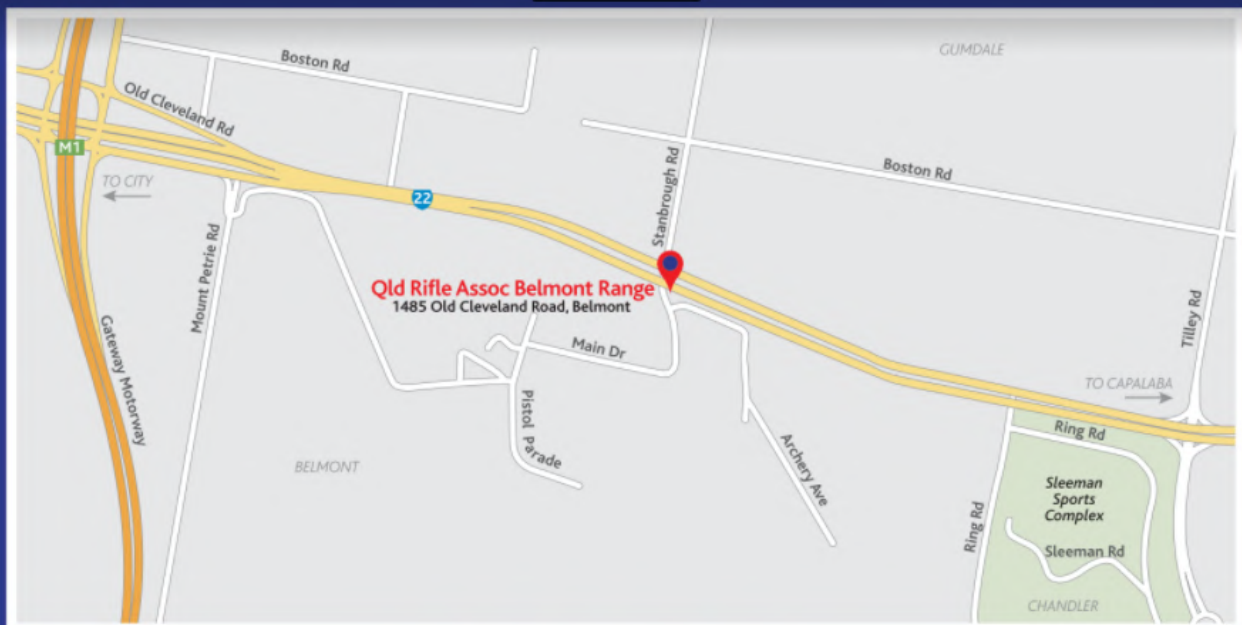 GUMDALE
Boston Rd
Old Cleveland Rd
M1
TO CITY
22
Stanbrough Rd
Boston Rd
Mount Petrie Rd
Qld Rifle Assoc Belmont Range
1485 Old Cleveland Road, Belmont
Tilley Rd
Gateway Motorway
Main Dr
TO CAPALABA
Pistol Parade
Ring Rd
Archery Ave
BELMONT
Sleeman
Sports
Complex
Ring Rd
Sleeman Rd
CHANDLER